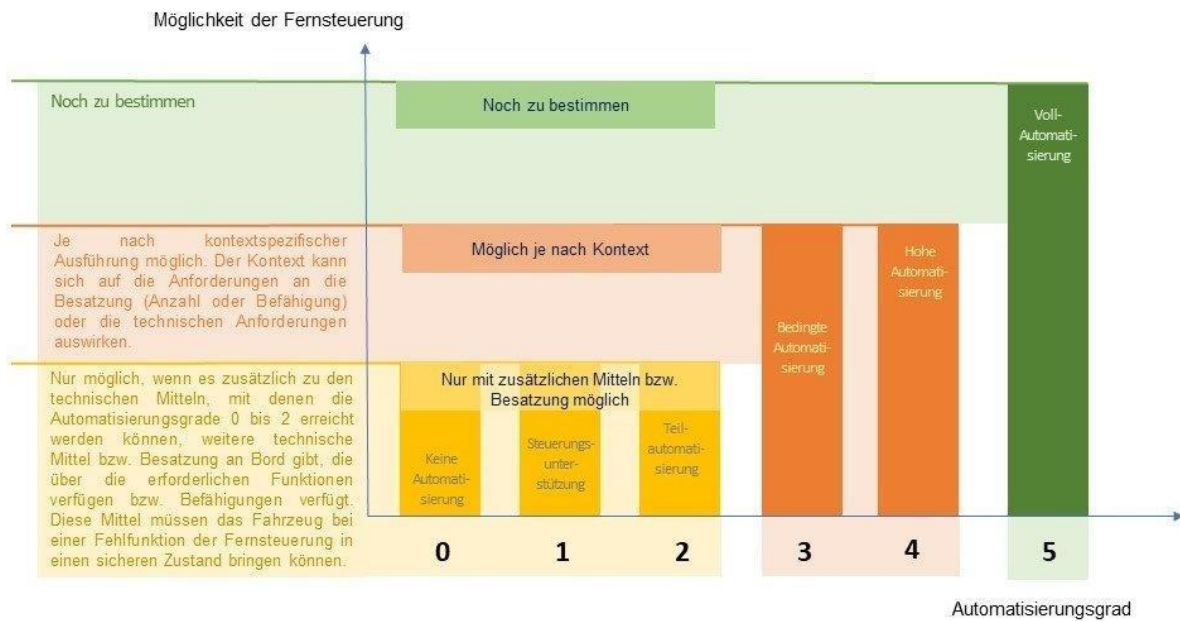 Möglichkeit der Fernsteuerung
Noch zu bestimmen
Noch zu bestimmen
Voll-
Automati-
sierung
Je nach kontextspezifischer
Ausführung möglich. Der Kontext kann
sich auf die Anforderungen an die
Besatzung (Anzahl oder Befähigung)
oder die technischen Anforderungen
auswirken.
Möglich je nach Kontext
Hohe
Automati-
sierung
Bedingte
Automati-
sierung
Nur möglich, wenn es zusätzlich zu den
technischen Mitteln, mit denen die
Automatisierungsgrade 0 bis 2 erreicht
werden können, weitere technische
Mittel bzw. Besatzung an Bord gibt, die
über die erforderlichen Funktionen
verfügen bzw. Befähigungen verfügt.
Diese Mittel müssen das Fahrzeug bei
einer Fehlfunktion der Fernsteuerung in
einen sicheren Zustand bringen können.
Nur mit zusätzlichen Mitteln bzw.
Besatzung möglich
Keine
Automati-
sierung
Steuerungs-
unter-
stützung
Teil-
automati-
sierung
0 1 2 3 4 5
Automatisierungsgrad